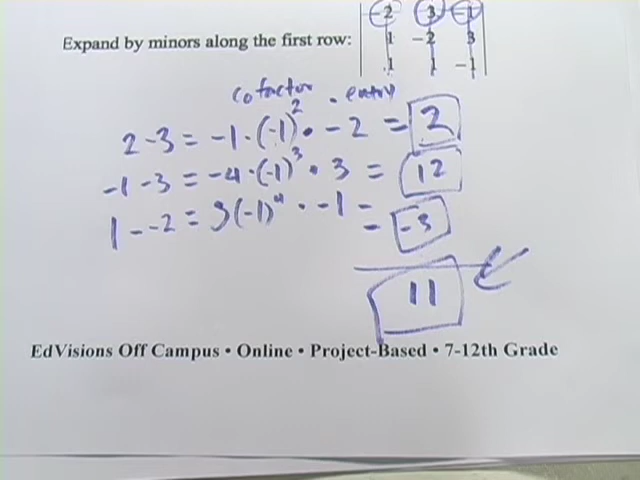 -2 3 -1
Expand by minors along the first row: 1 -2 3
1 1 -1
cofactor · entry
2 - 3 = -1 · (-1)² · -2 = 2
-1 - 3 = -4 · (-1)³ · 3 = 12
1 - -2 = 3(-1)⁴ · -1 = = -3
11
EdVisions Off Campus • Online • Project-Based • 7-12th Grade